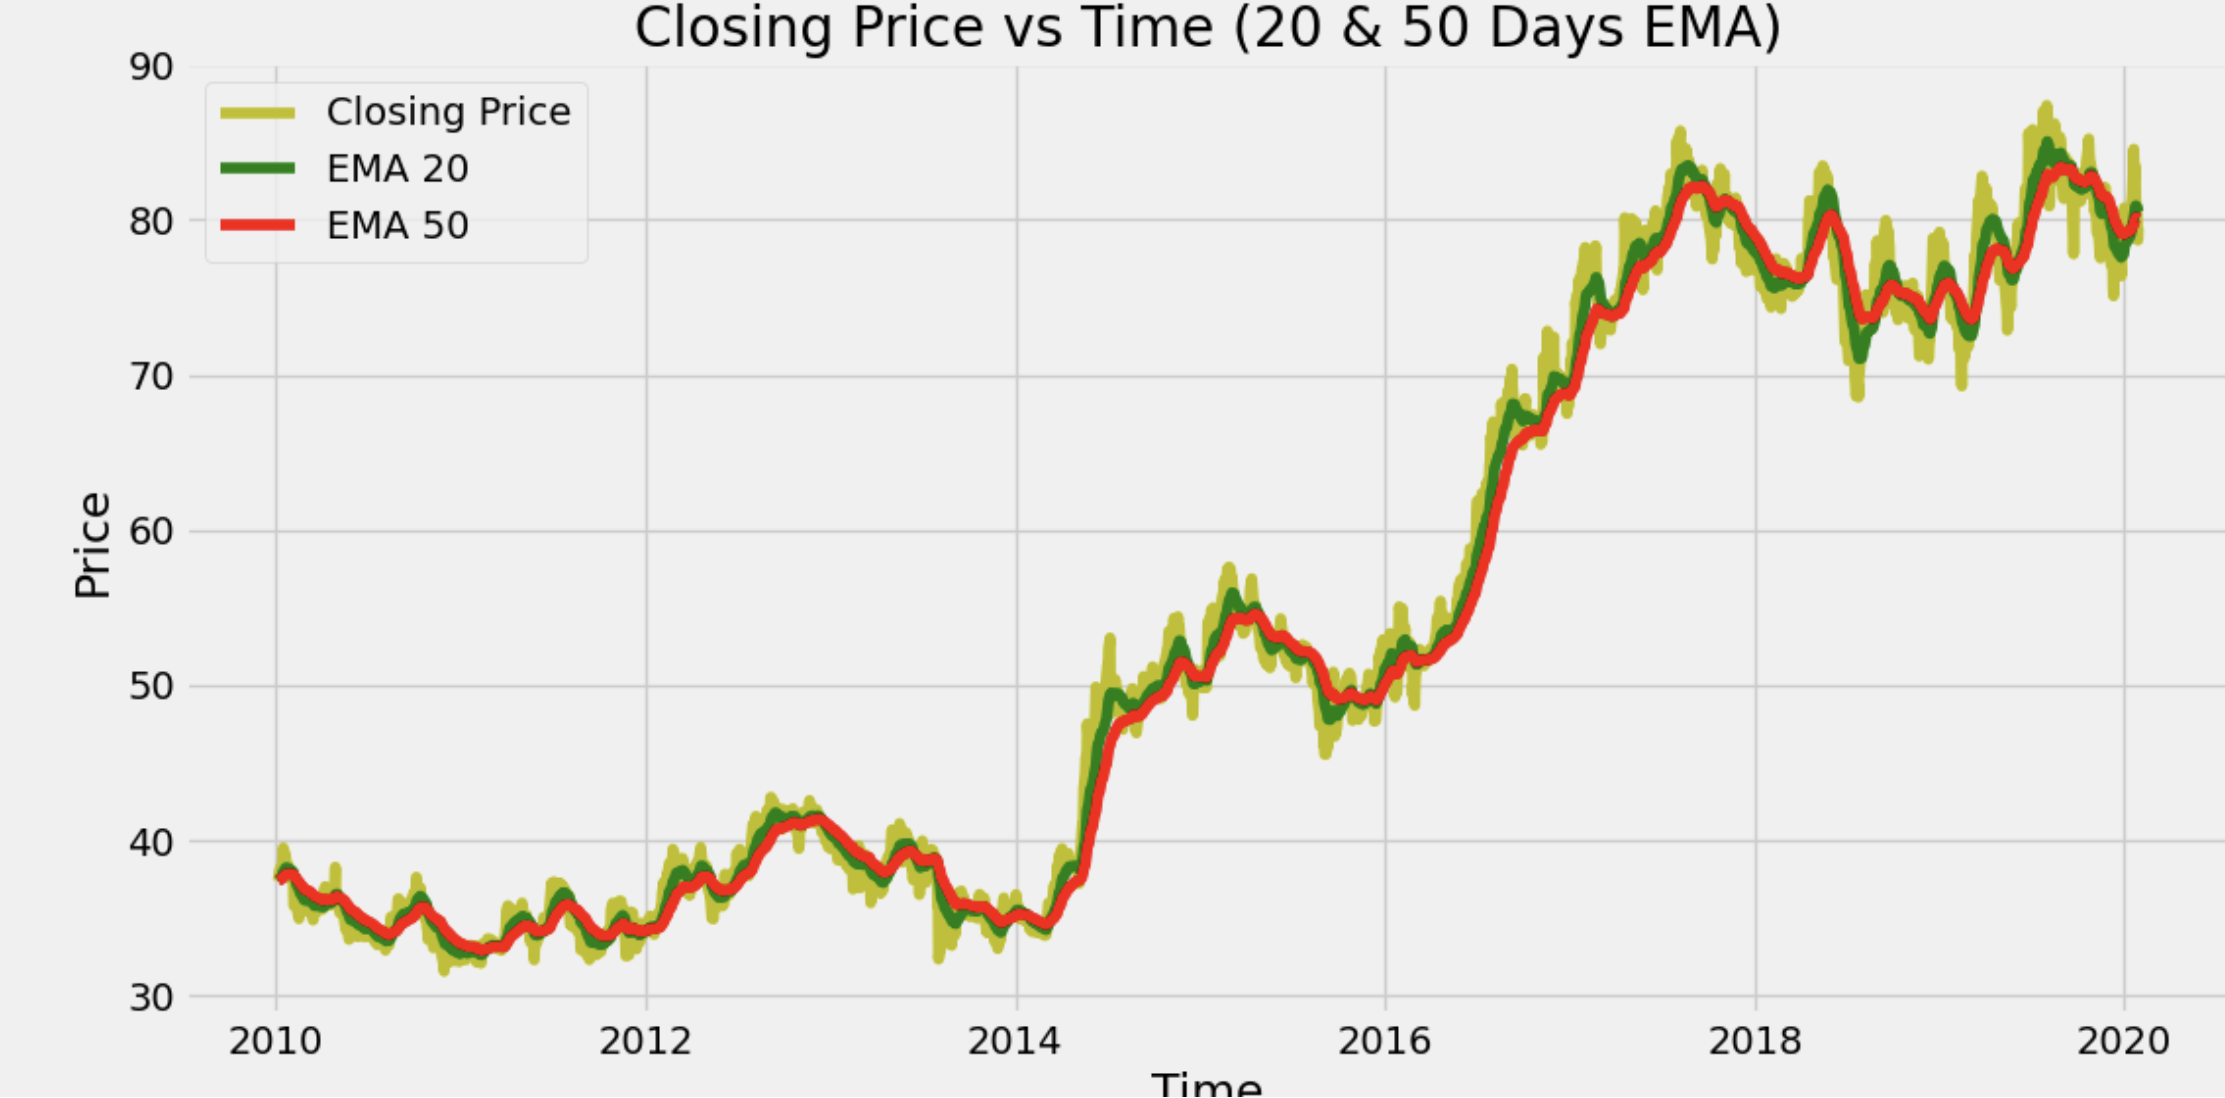 Closing Price vs Time (20 & 50 Days EMA)
90
Closing Price
EMA 20
EMA 50
80
70
60
50
40
30
Price
2010 2012 2014 2016 2018 2020
Time